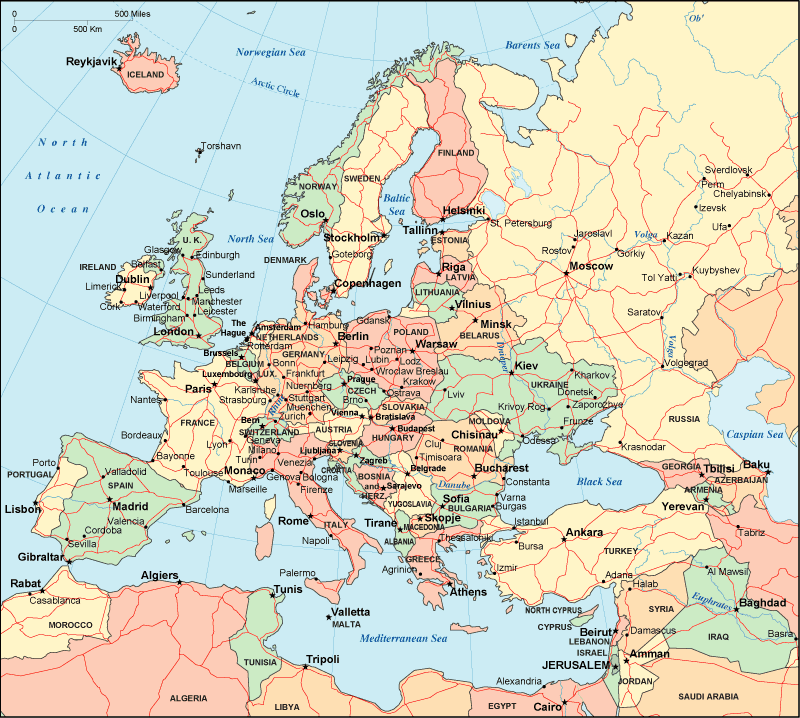 0
500 Miles
0
500 Km
Norwegian Sea
Barents Sea
Ob'
Reykjavik
ICELAND
Arctic Circle
North
Atlantic
Ocean
Torshavn
FINLAND
SWEDEN
NORWAY
Baltic
Sea
Sverdlovsk
Perm
Chelyabinsk
Izevsk
Ufa
Oslo
Helsinki
St. Petersburg
Tallinn
ESTONIA
Stockholm
Goteborg
Jaroslavl
Volga
Kazán
Rostov
Gorkiy
Moscow
Tol Yatti
Kuybyshev
North Sea
U. K.
Glasgow
Edinburgh
IRELAND
Belfast
DENMARK
Dublin
Sunderland
Limerick
Leeds
Liverpool
Manchester
Cork
Waterford
Leicester
Birmingham
London
Copenhagen
Riga
LATVIA
LITHUANIA
Vilnius
Minsk
BELARUS
Saratov
Volga
Volgograd
The
Hague
Amsterdam
Hamburg
Gdansk
NETHERLANDS
Rotterdam
Berlin
POLAND
Poznan
Warsaw
Brussels
BELGIUM
GERMANY
Bonn
Leipzig
Lubin
Lodz
Dniepr
Kiev
Luxembourg
LUX.
Frankfurt
Wroclaw Breslau
Kharkov
Paris
Karlsruhe
Nuernberg
Prague
Krakow
UKRAINE
Donetsk
Strasbourg
Stuttgart
CZECH
Ostrava
Lviv
Nantes
Rhine
Muenchen
Brno
SLOVAKIA
Krivoy Rog
Zaporozhye
Zurich
Vienna
Bratislava
MOLDOVA
Frunze
RUSSIA
FRANCE
Bern
AUSTRIA
Budapest
Chisinau
Odessa
SWITZERLAND
HUNGARY
Bordeaux
Lyon
Geneva
SLOVENIA
Cluj
ROMANIA
Krasnodar
Caspian Sea
Milano
Ljubljana
Zagreb
Timisoara
Bayonne
Turin
Venezia
CROATIA
Belgrade
Bucharest
GEORGIA
Tbilisi
Baku
Porto
Toulouse
Monaco
Genova
Bologna
BOSNIA
and
HERZ.
Sarajevo
Danube
Constanta
Black Sea
AZERBAIJAN
PORTUGAL
Valladolid
Marseille
Firenze
Sofia
Varna
ARMENIA
SPAIN
YUGOSLAVIA
BULGARIA
Burgas
Yerevan
Lisbon
Madrid
Barcelona
Rome
ITALY
Tirane
Skopje
MACEDONIA
Istanbul
Ankara
Tabriz
Valencia
Cordoba
Napoli
ALBANIA
Thessaloniki
Bursa
TURKEY
Sevilla
GREECE
Gibraltar
Agrinion
Izmir
Adana
Al Mawsil
Rabat
Algiers
Palermo
Athens
Halab
Casablanca
Tunis
NORTH CYPRUS
SYRIA
Euphrates
Baghdad
Valletta
MALTA
CYPRUS
Beirut
LEBANON
Damascus
IRAQ
Basra
MOROCCO
Mediterranean Sea
ISRAEL
Amman
TUNISIA
Tripoli
JERUSALEM
Alexandria
JORDAN
ALGERIA
LIBYA
EGYPT
Cairo
SAUDI ARABIA